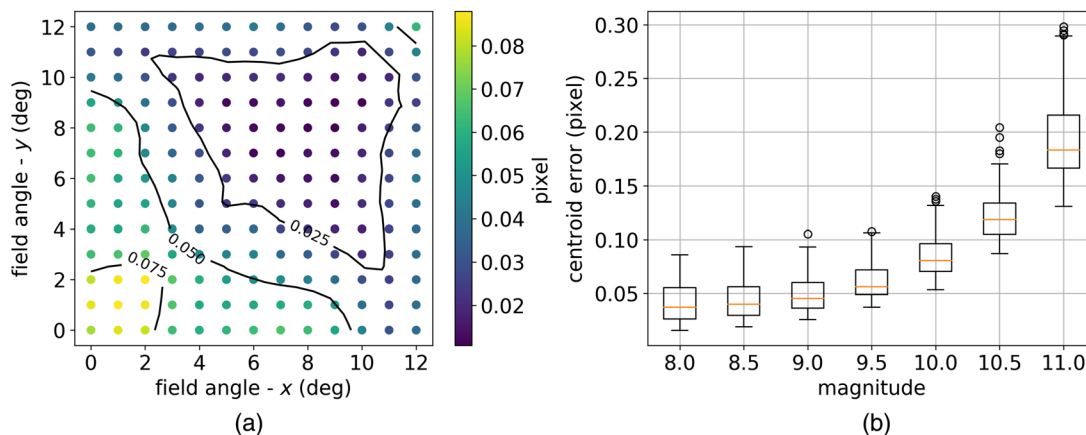 12
10
8
6
4
2
0
field angle - y (deg)
0 2 4 6 8 10 12
field angle - x (deg)
0.025
0.050
0.075
0.08
0.07
0.06
0.05
0.04
0.03
0.02
pixel
(a)
0.30
0.25
0.20
0.15
0.10
0.05
centroid error (pixel)
8.0 8.5 9.0 9.5 10.0 10.5 11.0
magnitude
(b)